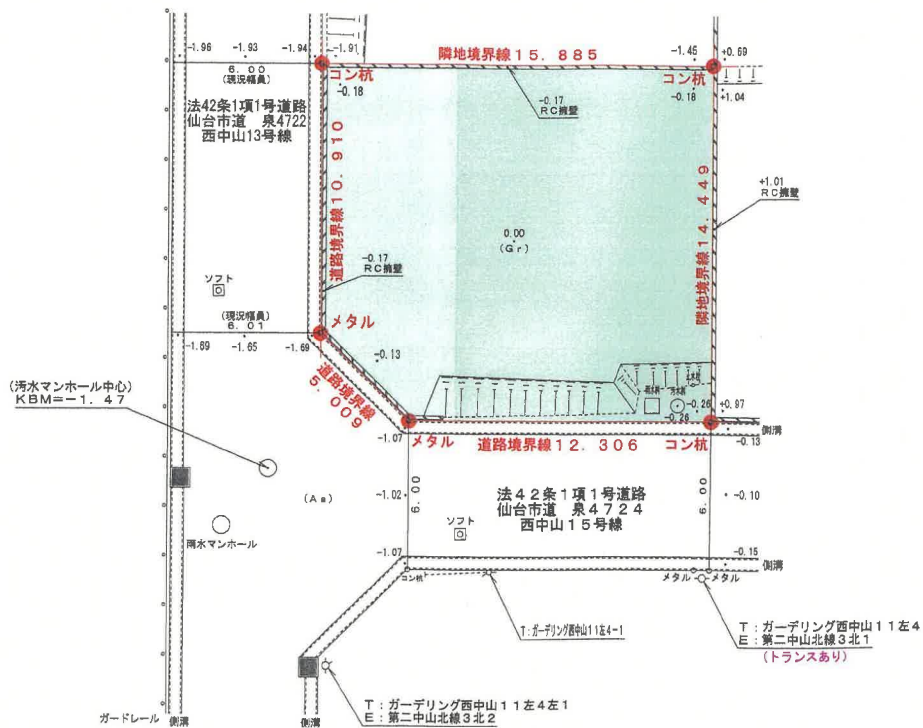 -1.96
-1.93
-1.94
-1.91
隣地境界線15.885
-1.45
+0.69
6.00
(現況幅員)
コン杭
-0.18
-0.17
RC擁壁
コン杭
-0.18
+1.04
法42条1項1号道路
仙台市道 泉4722
西中山13号線
道路境界線10.910
+1.01
RC擁壁
隣地境界線14.449
0.00
(Gr)
-0.17
RC擁壁
ソフト
(現況幅員)
6.01
メタル
-1.69
-1.65
-1.69
-0.13
道路境界線
5.009
(汚水マンホール中心)
KBM=-1.47
雨水桝
汚水桝
-0.26
-0.26
+0.97
側溝
-1.07
メタル
道路境界線12.306
コン杭
-0.13
(As)
-1.02
6.00
法42条1項1号道路
仙台市道 泉4724
西中山15号線
6.00
-0.10
雨水マンホール
ソフト
-1.07
-0.15
側溝
コン杭
メタル
メタル
T:ガーデリング西中山11左4-1
T:ガーデリング西中山11左4
E:第二中山北線3北1
(トランスあり)
T:ガーデリング西中山11左4左1
E:第二中山北線3北2
ガードレール
側溝
側溝